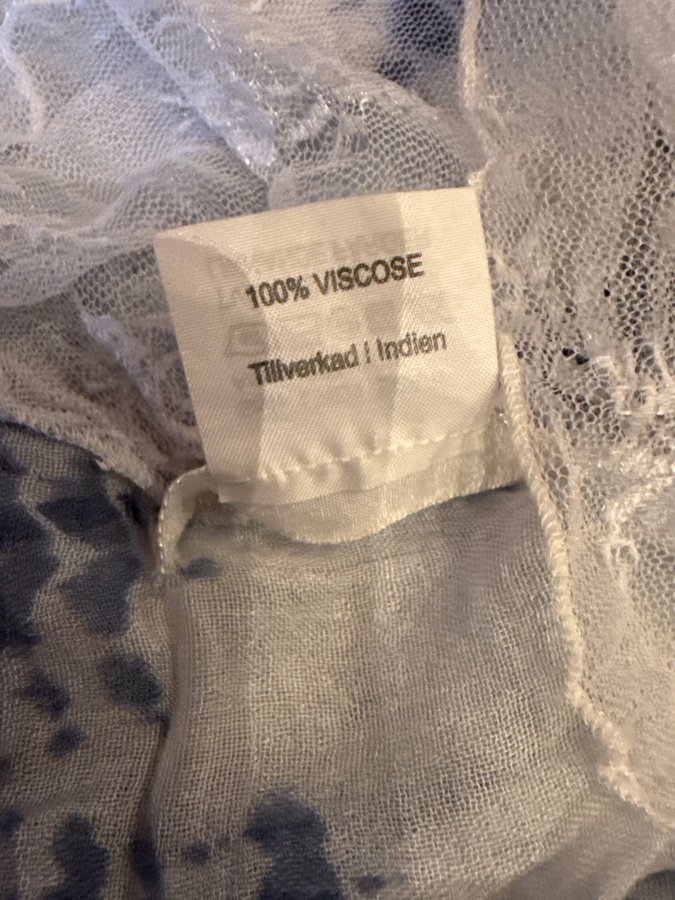 100% VISCOSE
Tillverkad I Indien